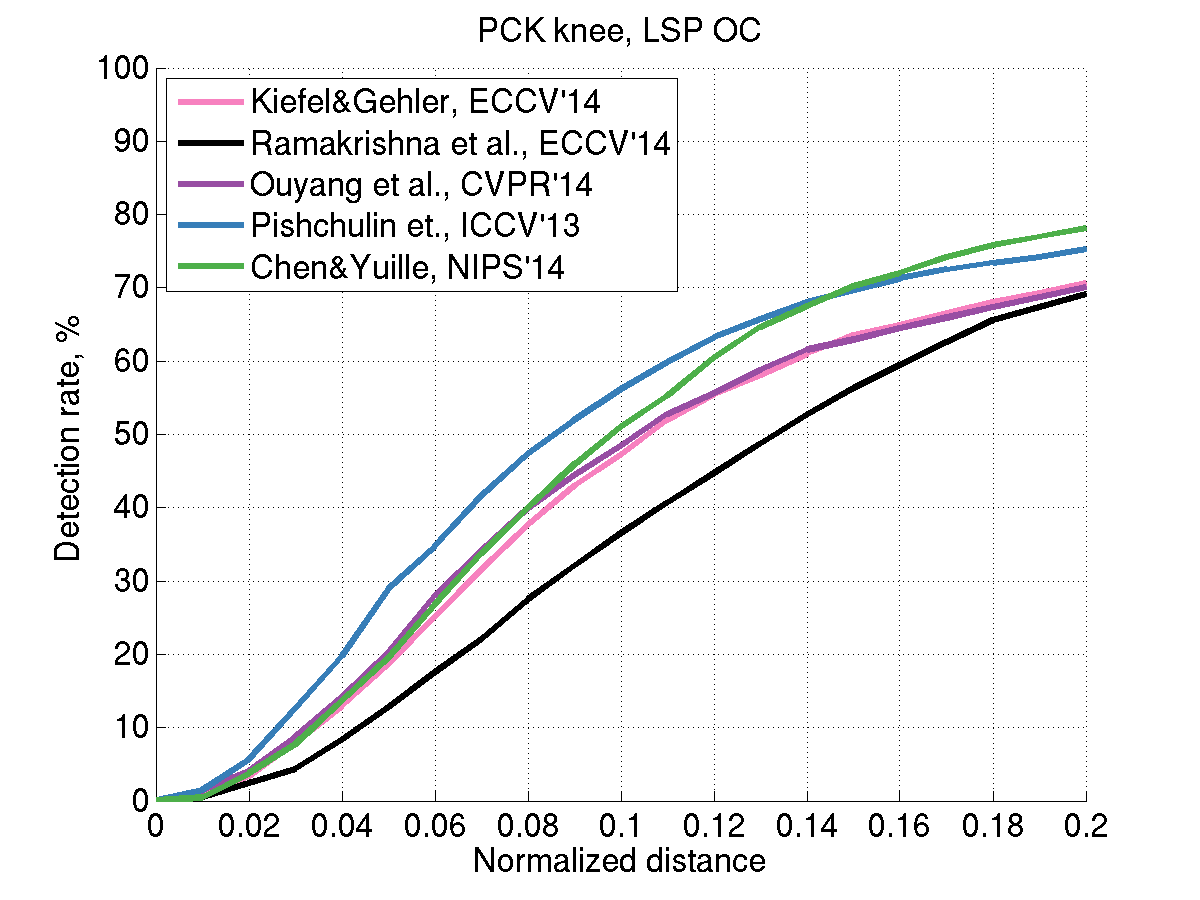 PCK knee, LSP OC
100
90
80
70
60
50
40
30
20
10
0
Detection rate, %
Kiefel&Gehler, ECCV'14
Ramakrishna et al., ECCV'14
Ouyang et al., CVPR'14
Pishchulin et., ICCV'13
Chen&Yuille, NIPS'14
0 0.02 0.04 0.06 0.08 0.1 0.12 0.14 0.16 0.18 0.2
Normalized distance